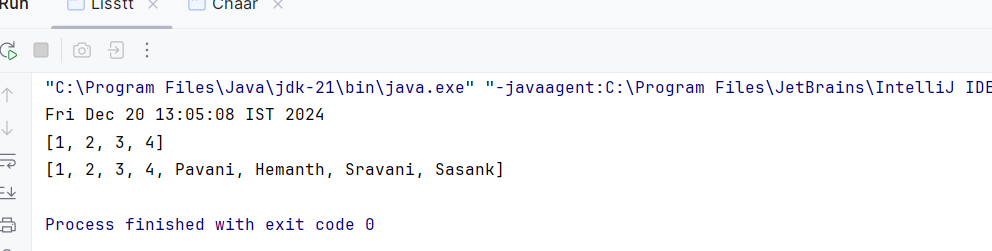 Run Lisstt Chaar
"C:\Program Files\Java\jdk-21\bin\java.exe" "-javaagent:C:\Program Files\JetBrains\IntelliJ IDE
Fri Dec 20 13:05:08 IST 2024
[1, 2, 3, 4]
[1, 2, 3, 4, Pavani, Hemanth, Sravani, Sasank]
Process finished with exit code 0